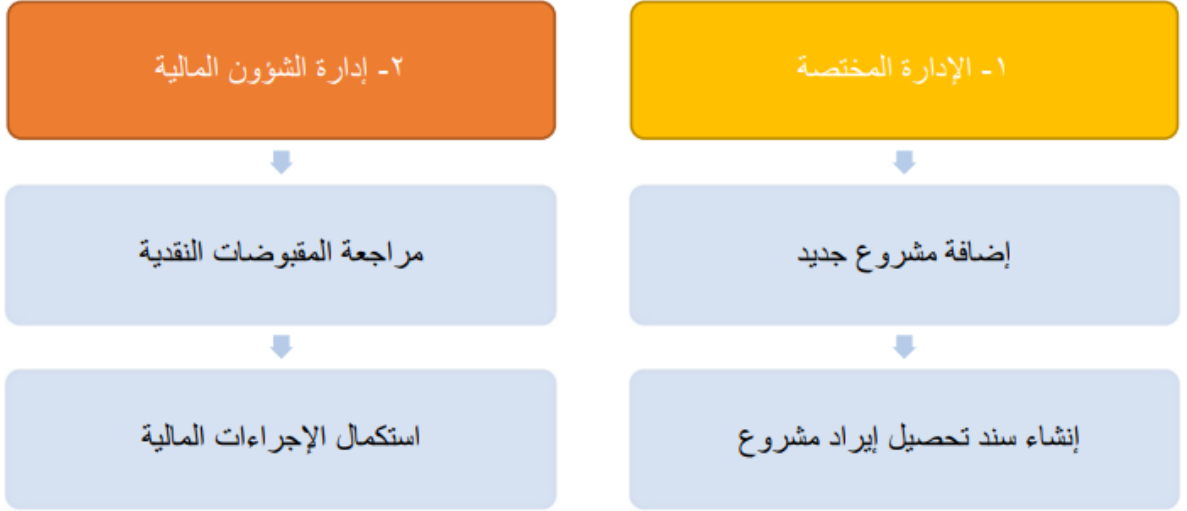 ١- الإدارة المختصة
إضافة مشروع جديد
إنشاء سند تحصيل إيراد مشروع
٢- إدارة الشؤون المالية
مراجعة المقبوضات النقدية
استكمال الإجراءات المالية